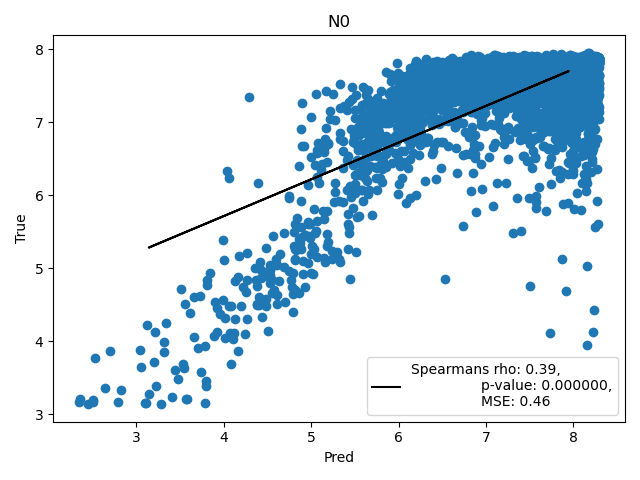 N0
True
8
7
6
5
4
3
3 4 5 6 7 8
Pred
Spearmans rho: 0.39,
p-value: 0.000000,
MSE: 0.46